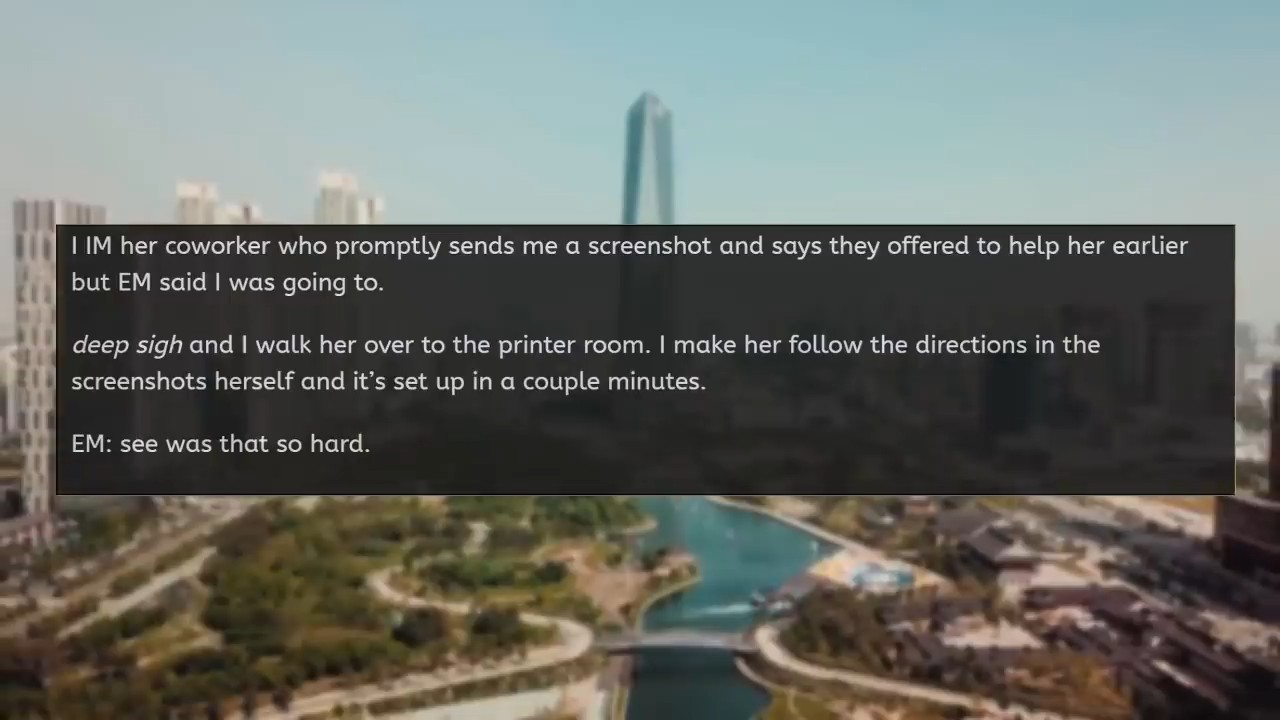 I IM her coworker who promptly sends me a screenshot and says they offered to help her earlier
but EM said I was going to.
deep sigh and I walk her over to the printer room. I make her follow the directions in the
screenshots herself and it’s set up in a couple minutes.
EM: see was that so hard.